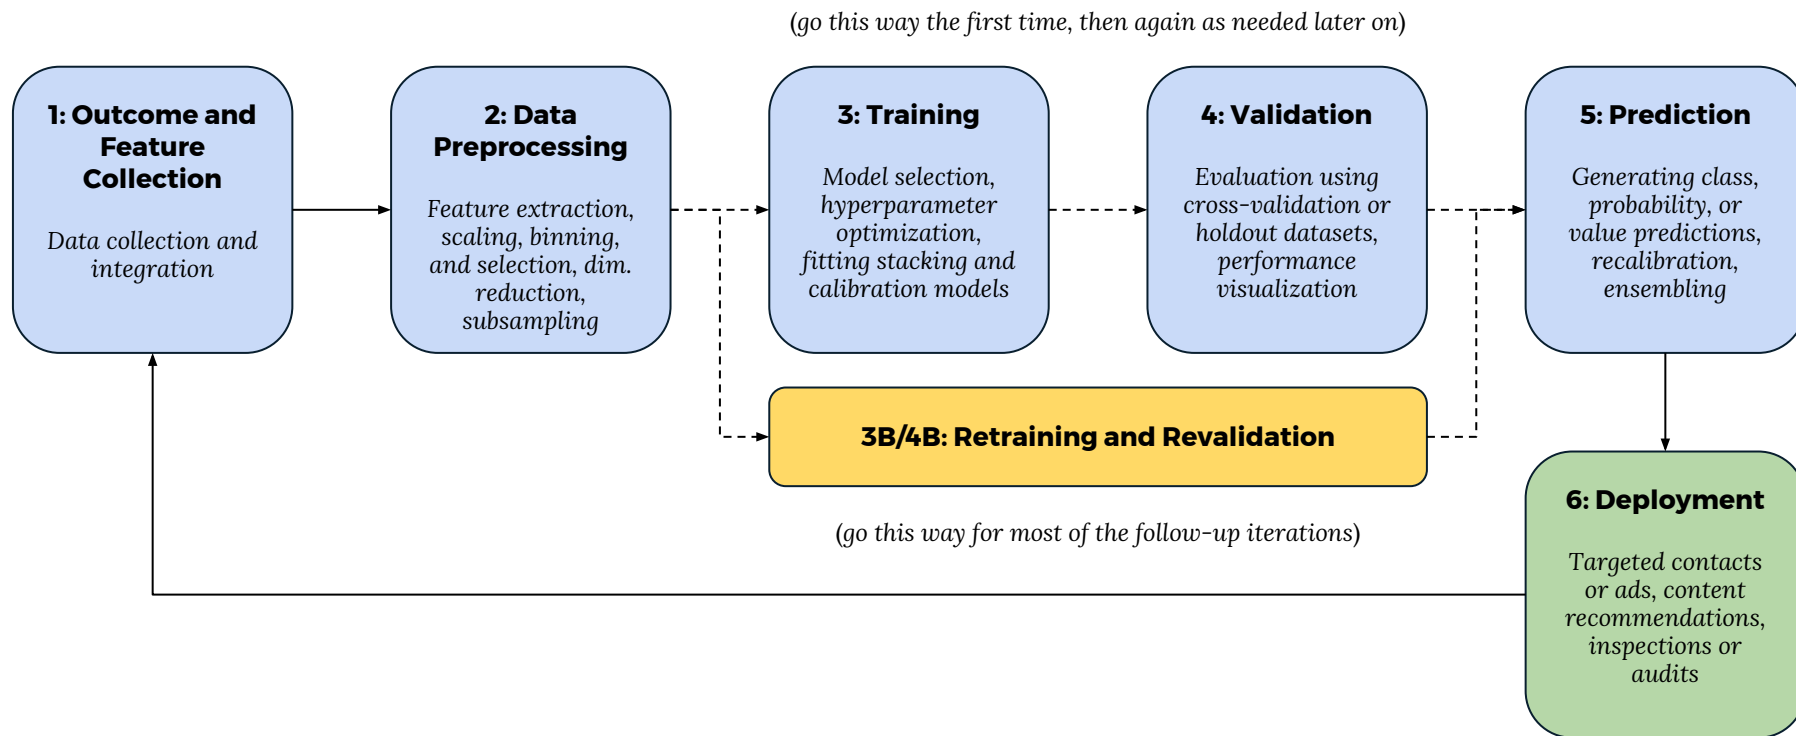 (go this way the first time, then again as needed later on)
1: Outcome and
Feature
Collection
Data collection and
integration
2: Data
Preprocessing
Feature extraction,
scaling, binning,
and selection, dim.
reduction,
subsampling
3: Training
Model selection,
hyperparameter
optimization,
fitting stacking and
calibration models
4: Validation
Evaluation using
cross-validation or
holdout datasets,
performance
visualization
5: Prediction
Generating class,
probability, or
value predictions,
recalibration,
ensembling
3B/4B: Retraining and Revalidation
(go this way for most of the follow-up iterations)
6: Deployment
Targeted contacts
or ads, content
recommendations,
inspections or
audits